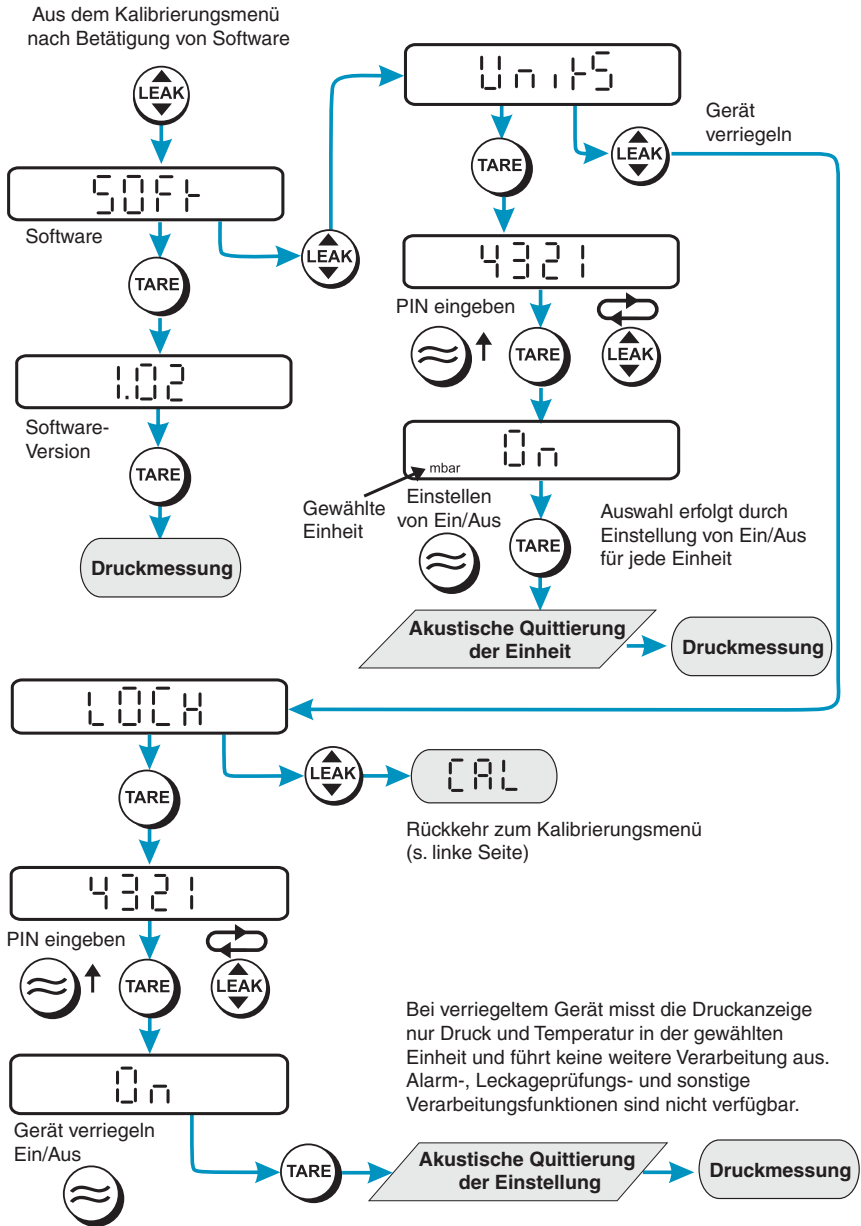 Aus dem Kalibrierungsmenü
nach Betätigung von Software
LEAK
SOFt
Software
LEAK
TARE
1.02
Software-
Version
TARE
Druckmessung
UnitS
Gerät
verriegeln
TARE
LEAK
4321
PIN eingeben
TARE
LEAK
On
mbar
Gewählte
Einheit
Einstellen
von Ein/Aus
TARE
Auswahl erfolgt durch
Einstellung von Ein/Aus
für jede Einheit
Akustische Quittierung
der Einheit
Druckmessung
LOCK
TARE
LEAK
CAL
Rückkehr zum Kalibrierungsmenü
(s. linke Seite)
4321
PIN eingeben
TARE
LEAK
On
Gerät verriegeln
Ein/Aus
Bei verriegeltem Gerät misst die Druckanzeige
nur Druck und Temperatur in der gewählten
Einheit und führt keine weitere Verarbeitung aus.
Alarm-, Leckageprüfungs- und sonstige
Verarbeitungsfunktionen sind nicht verfügbar.
TARE
Akustische Quittierung
der Einstellung
Druckmessung